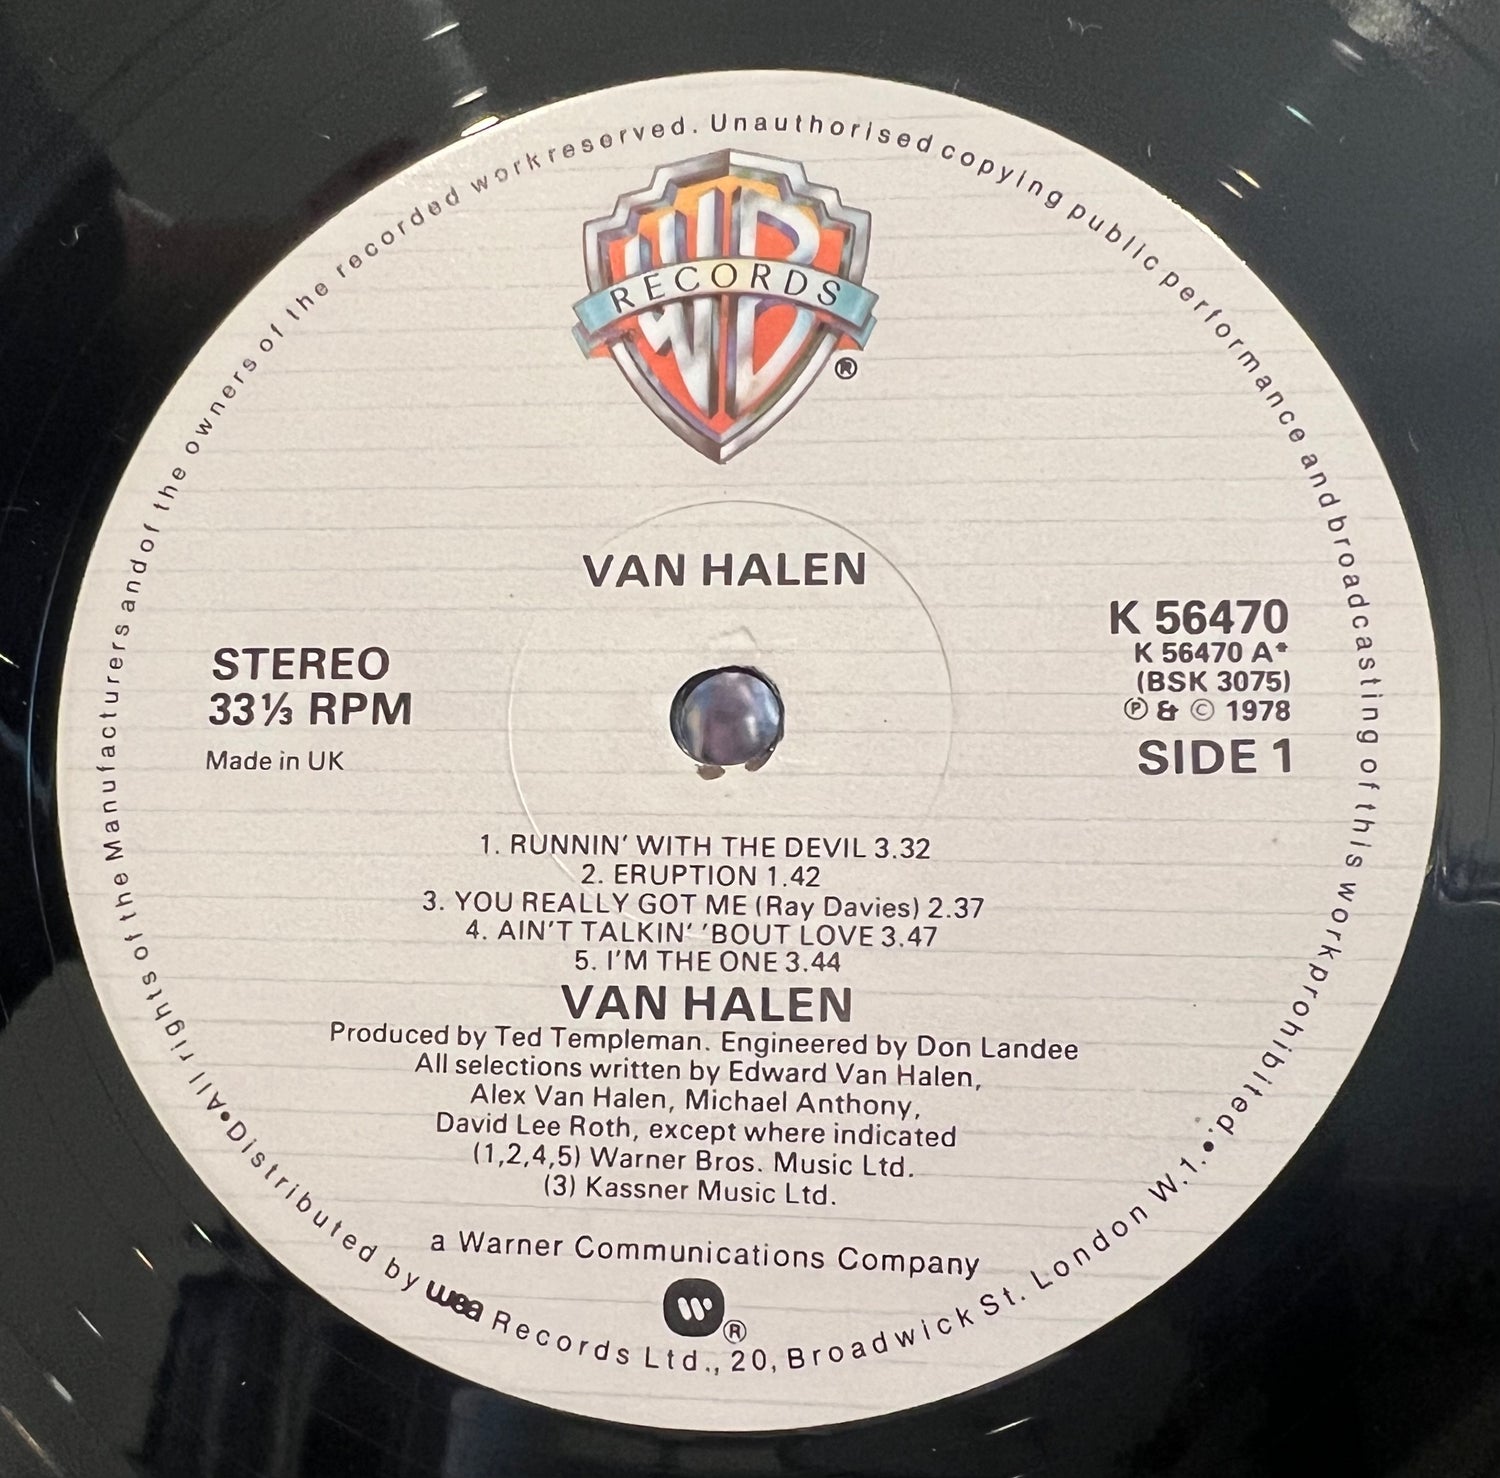 All rights of the Manufacturers and of the owners of the recorded work reserved. Unauthorised copying public performance and broadcasting of this work prohibited.
WB
RECORDS
®
VAN HALEN
STEREO
33⅓ RPM
Made in UK
K 56470
K 56470 A*
(BSK 3075)
℗ & © 1978
SIDE 1
1. RUNNIN' WITH THE DEVIL 3.32
2. ERUPTION 1.42
3. YOU REALLY GOT ME (Ray Davies) 2.37
4. AIN'T TALKIN' 'BOUT LOVE 3.47
5. I'M THE ONE 3.44
VAN HALEN
Produced by Ted Templeman. Engineered by Don Landee
All selections written by Edward Van Halen,
Alex Van Halen, Michael Anthony,
David Lee Roth, except where indicated
(1,2,4,5) Warner Bros. Music Ltd.
(3) Kassner Music Ltd.
a Warner Communications Company
®
•Distributed by wea Records Ltd., 20, Broadwick St. London W.1.•